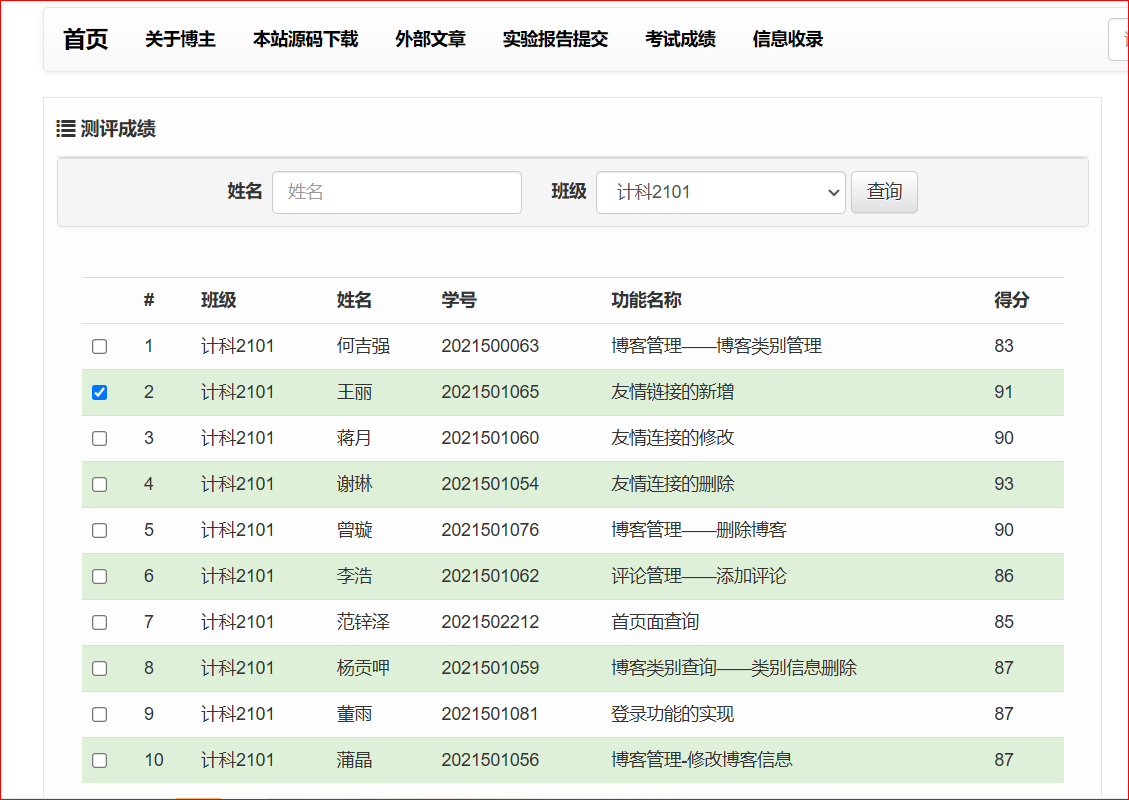 首页 关于博主 本站源码下载 外部文章 实验报告提交 考试成绩 信息收录
测评成绩
姓名 姓名 班级 计科2101 查询
# 班级 姓名 学号 功能名称 得分
1 计科2101 何吉强 2021500063 博客管理——博客类别管理 83
2 计科2101 王丽 2021501065 友情链接的新增 91
3 计科2101 蒋月 2021501060 友情连接的修改 90
4 计科2101 谢琳 2021501054 友情连接的删除 93
5 计科2101 曾璇 2021501076 博客管理——删除博客 90
6 计科2101 李浩 2021501062 评论管理——添加评论 86
7 计科2101 范锌泽 2021502212 首页面查询 85
8 计科2101 杨贡呷 2021501059 博客类别查询——类别信息删除 87
9 计科2101 董雨 2021501081 登录功能的实现 87
10 计科2101 蒲晶 2021501056 博客管理-修改博客信息 87